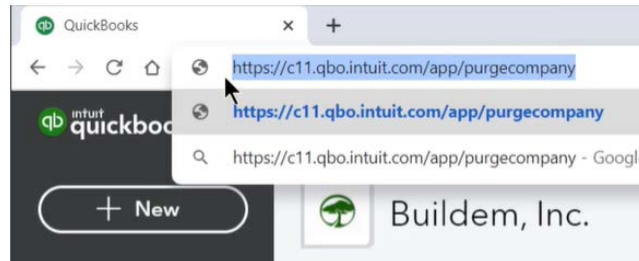 QuickBooks
https://c11.qbo.intuit.com/app/purgecompany
intuit
https://c11.qbo.intuit.com/app/purgecompany
https://c11.qbo.intuit.com/app/purgecompany - Googl
+ New
Buildem, Inc.